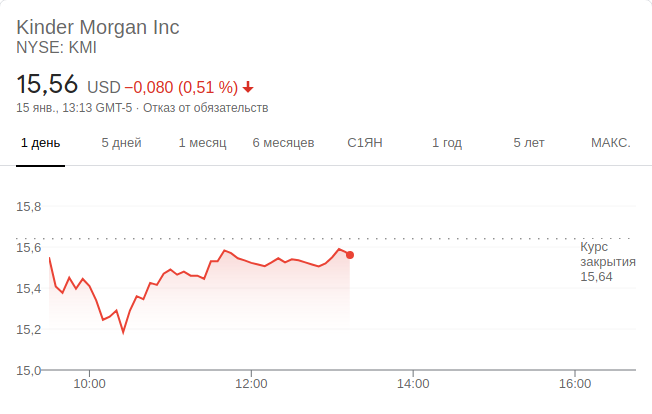 Kinder Morgan Inc
NYSE: KMI
15,56 USD −0,080 (0,51 %)
15 янв., 13:13 GMT-5 · Отказ от обязательств
1 день 5 дней 1 месяц 6 месяцев С1ЯН 1 год 5 лет МАКС.
15,8
15,6
15,4
15,2
15,0
Курс
закрытия
15,64
10:00 12:00 14:00 16:00